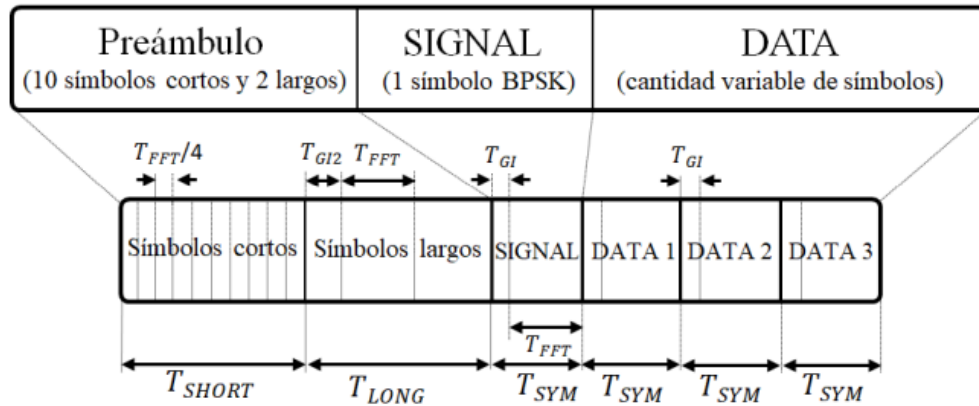 Preámbulo
(10 símbolos cortos y 2 largos)
SIGNAL
(1 símbolo BPSK)
DATA
(cantidad variable de símbolos)
T_FFT/4
T_GI2
T_FFT
T_GI
T_GI
Símbolos cortos
Símbolos largos
SIGNAL
DATA 1
DATA 2
DATA 3
T_FFT
T_SHORT
T_LONG
T_SYM
T_SYM
T_SYM
T_SYM